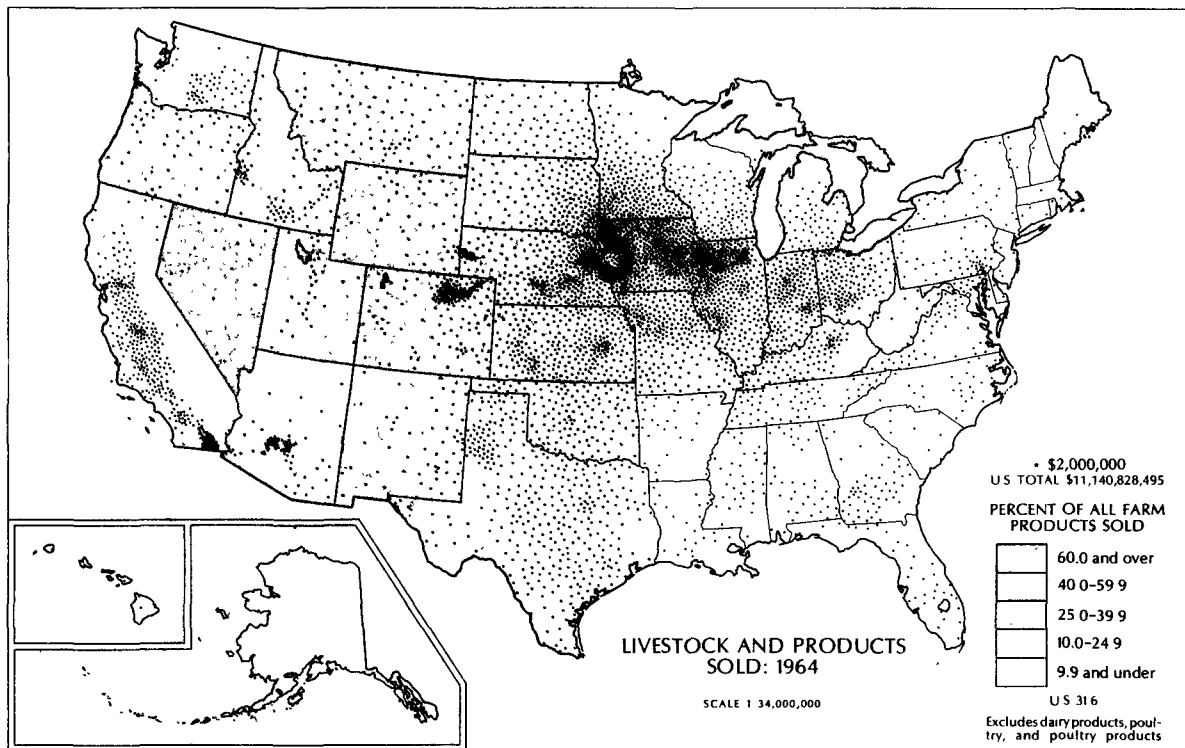 • $2,000,000
US TOTAL $11,140,828,495
PERCENT OF ALL FARM
PRODUCTS SOLD
60.0 and over
40 0-59 9
25 0-39 9
10.0-24 9
9.9 and under
U S 31 6
Excludes dairy products, poul-
try, and poultry products
LIVESTOCK AND PRODUCTS
SOLD: 1964
SCALE 1 34,000,000